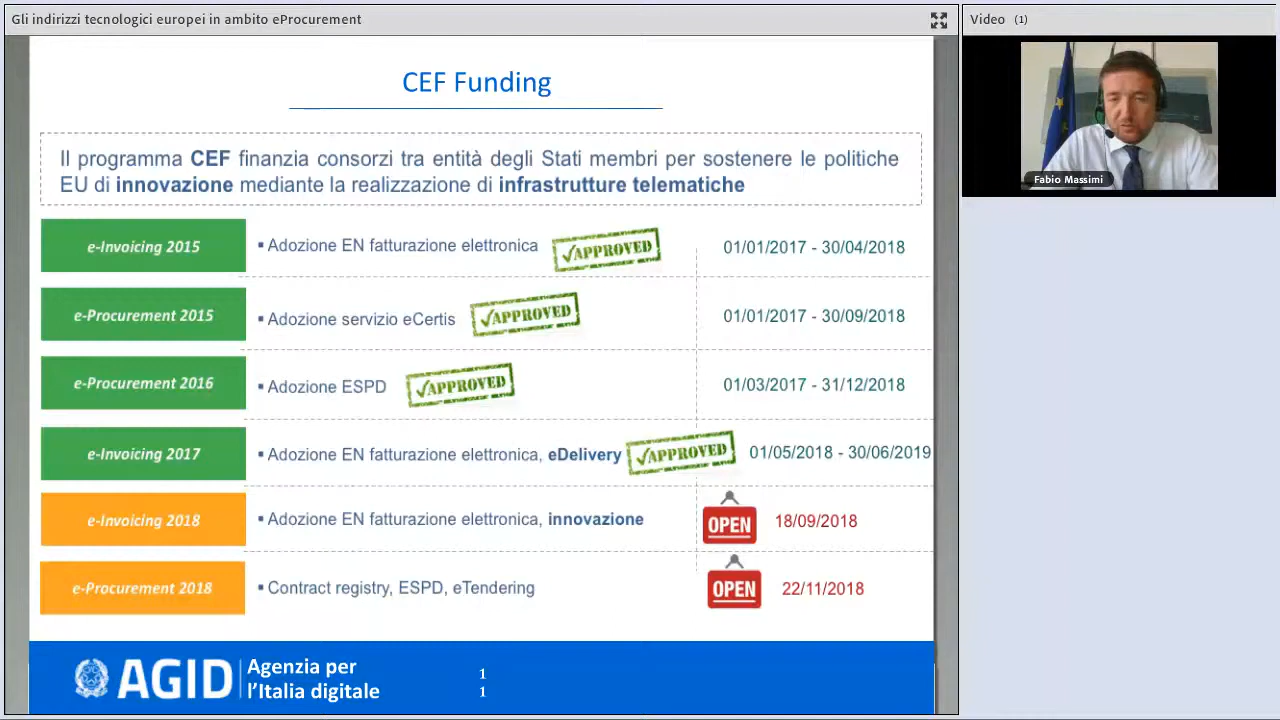 Gli indirizzi tecnologici europei in ambito eProcurement
Video (1)
Fabio Massimi
CEF Funding
Il programma CEF finanzia consorzi tra entità degli Stati membri per sostenere le politiche
EU di innovazione mediante la realizzazione di infrastrutture telematiche
e-Invoicing 2015
▪ Adozione EN fatturazione elettronica
✓APPROVED
01/01/2017 - 30/04/2018
e-Procurement 2015
▪ Adozione servizio eCertis
✓APPROVED
01/01/2017 - 30/09/2018
e-Procurement 2016
▪ Adozione ESPD
✓APPROVED
01/03/2017 - 31/12/2018
e-Invoicing 2017
▪ Adozione EN fatturazione elettronica, eDelivery
✓APPROVED
01/05/2018 - 30/06/2019
e-Invoicing 2018
▪ Adozione EN fatturazione elettronica, innovazione
OPEN
18/09/2018
e-Procurement 2018
▪ Contract registry, ESPD, eTendering
OPEN
22/11/2018
AGID
Agenzia per
l'Italia digitale
1
1